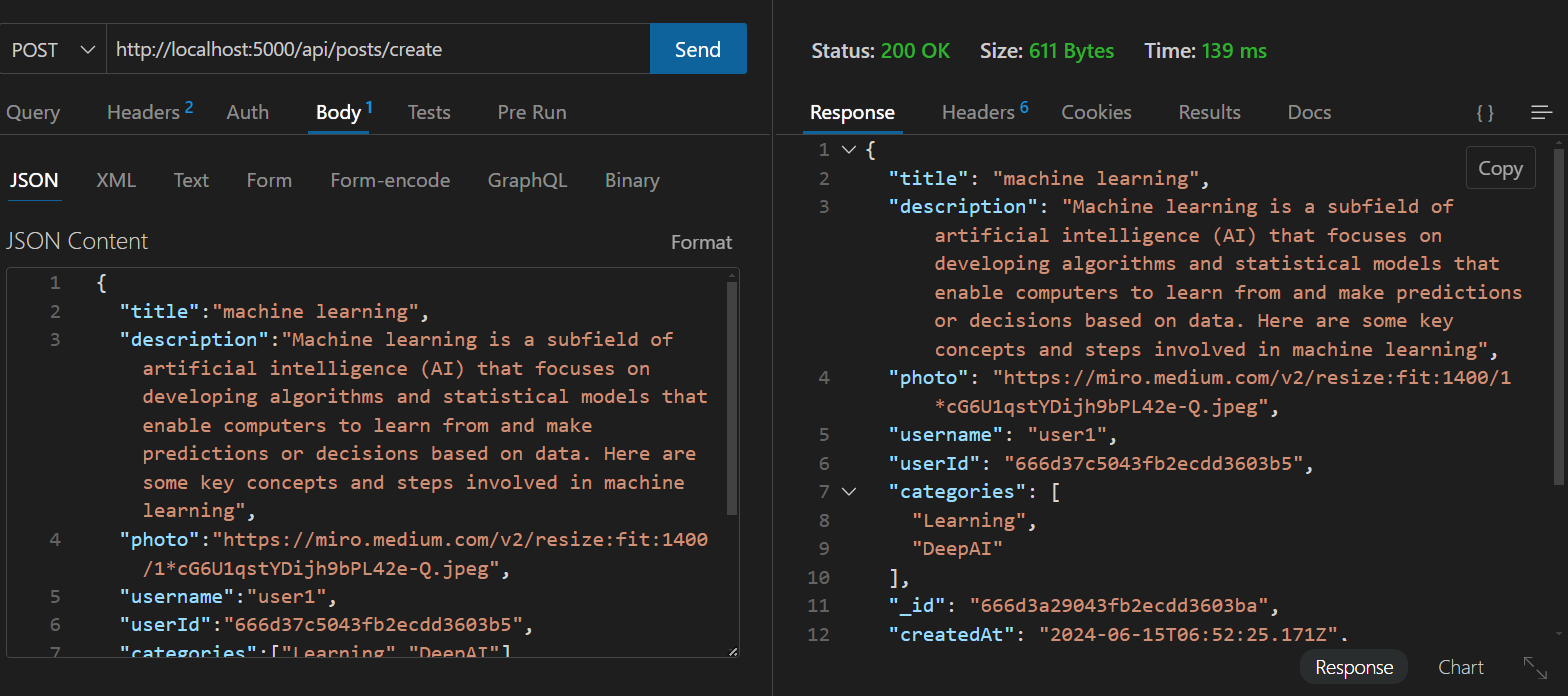 POST
http://localhost:5000/api/posts/create
Send
Query Headers 2 Auth Body 1 Tests Pre Run
JSON XML Text Form Form-encode GraphQL Binary
JSON Content
Format
1 {
2 "title":"machine learning",
3 "description":"Machine learning is a subfield of
artificial intelligence (AI) that focuses on
developing algorithms and statistical models that
enable computers to learn from and make
predictions or decisions based on data. Here are
some key concepts and steps involved in machine
learning",
4 "photo":"https://miro.medium.com/v2/resize:fit:1400
/1*cG6U1qstYDijh9bPL42e-Q.jpeg",
5 "username":"user1",
6 "userId":"666d37c5043fb2ecdd3603b5",
7 "categories":["Learning","DeepAI"]
Status: 200 OK Size: 611 Bytes Time: 139 ms
Response Headers 6 Cookies Results Docs { }
Copy
1 {
2 "title": "machine learning",
3 "description": "Machine learning is a subfield of
artificial intelligence (AI) that focuses on
developing algorithms and statistical models that
enable computers to learn from and make predictions
or decisions based on data. Here are some key
concepts and steps involved in machine learning",
4 "photo": "https://miro.medium.com/v2/resize:fit:1400/1
*cG6U1qstYDijh9bPL42e-Q.jpeg",
5 "username": "user1",
6 "userId": "666d37c5043fb2ecdd3603b5",
7 "categories": [
8 "Learning",
9 "DeepAI"
10 ],
11 "_id": "666d3a29043fb2ecdd3603ba",
12 "createdAt": "2024-06-15T06:52:25.171Z",
Response Chart